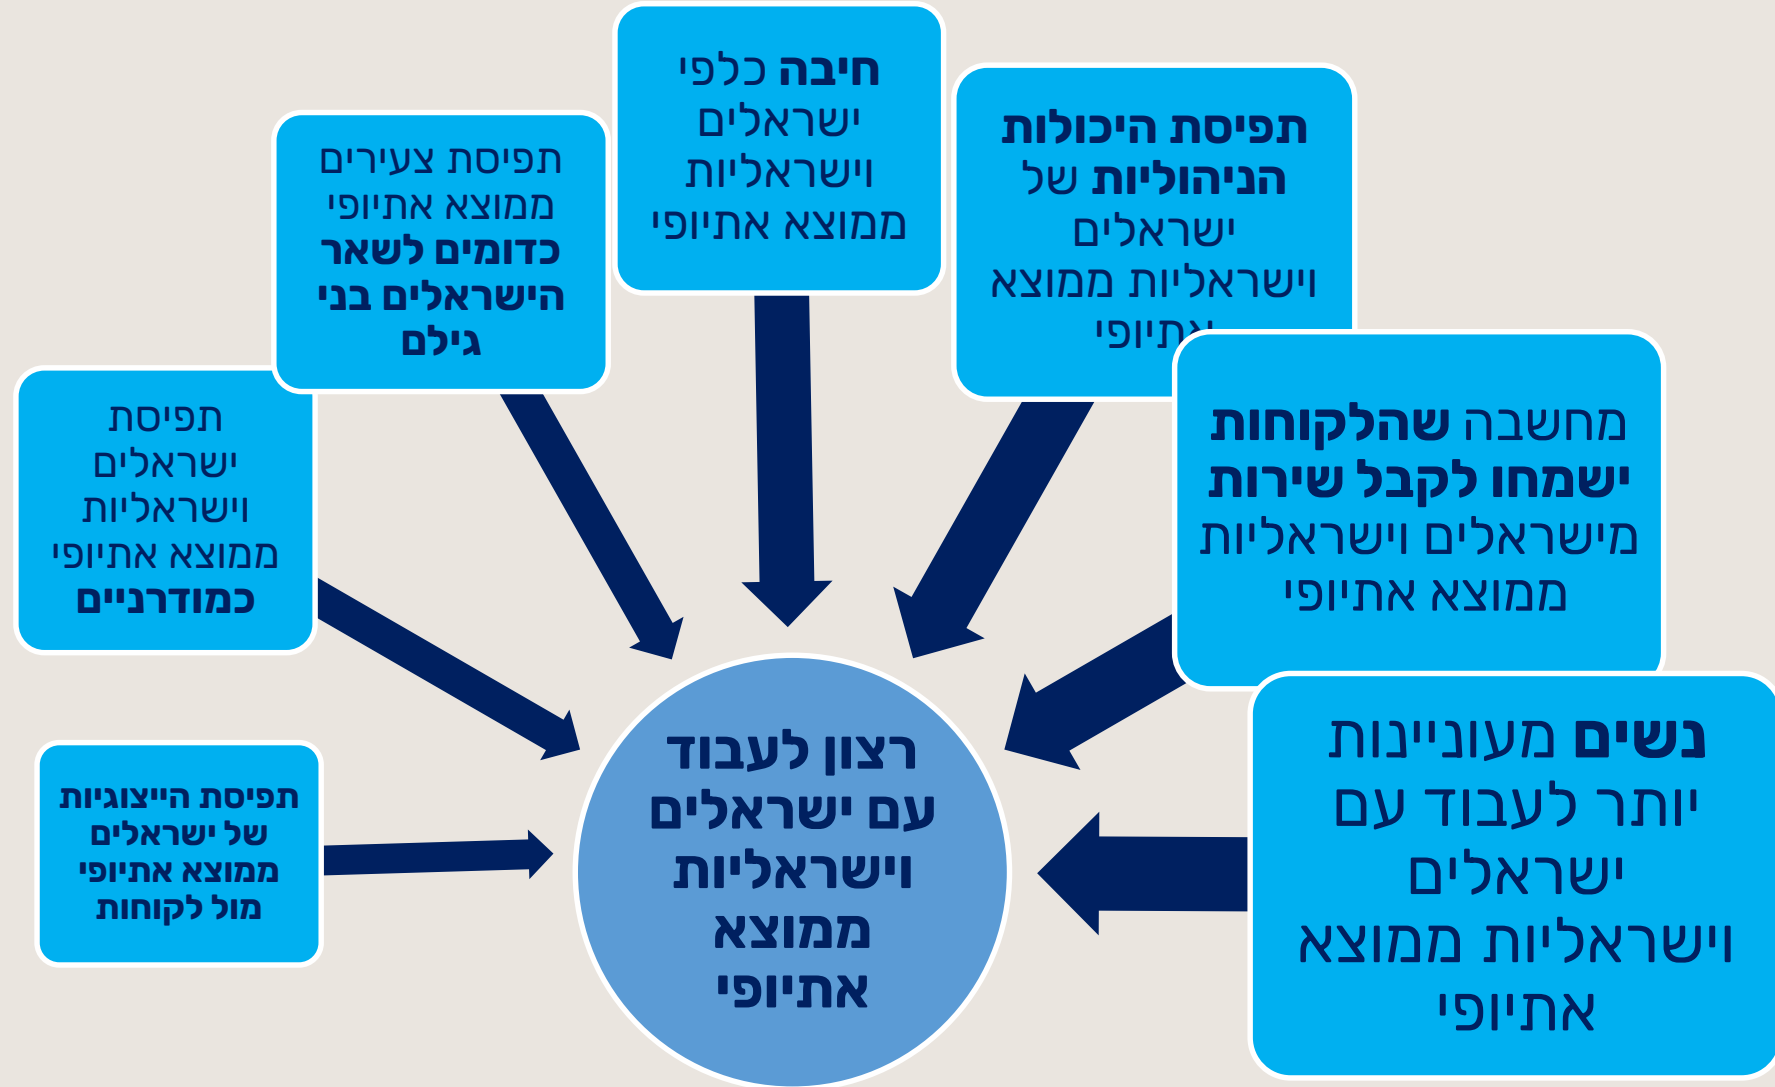 חיבה כלפי
ישראלים
וישראליות
ממוצא אתיופי
תפיסת היכולות
הניהוליות של
ישראלים
וישראליות ממוצא
אתיופי
תפיסת צעירים
ממוצא אתיופי
כדומים לשאר
הישראלים בני
גילם
מחשבה שהלקוחות
ישמחו לקבל שירות
מישראלים וישראליות
ממוצא אתיופי
תפיסת
ישראלים
וישראליות
ממוצא אתיופי
כמודרניים
נשים מעוניינות
יותר לעבוד עם
ישראלים
וישראליות ממוצא
אתיופי
רצון לעבוד
עם ישראלים
וישראליות
ממוצא
אתיופי
תפיסת הייצוגיות
של ישראלים
ממוצא אתיופי
מול לקוחות